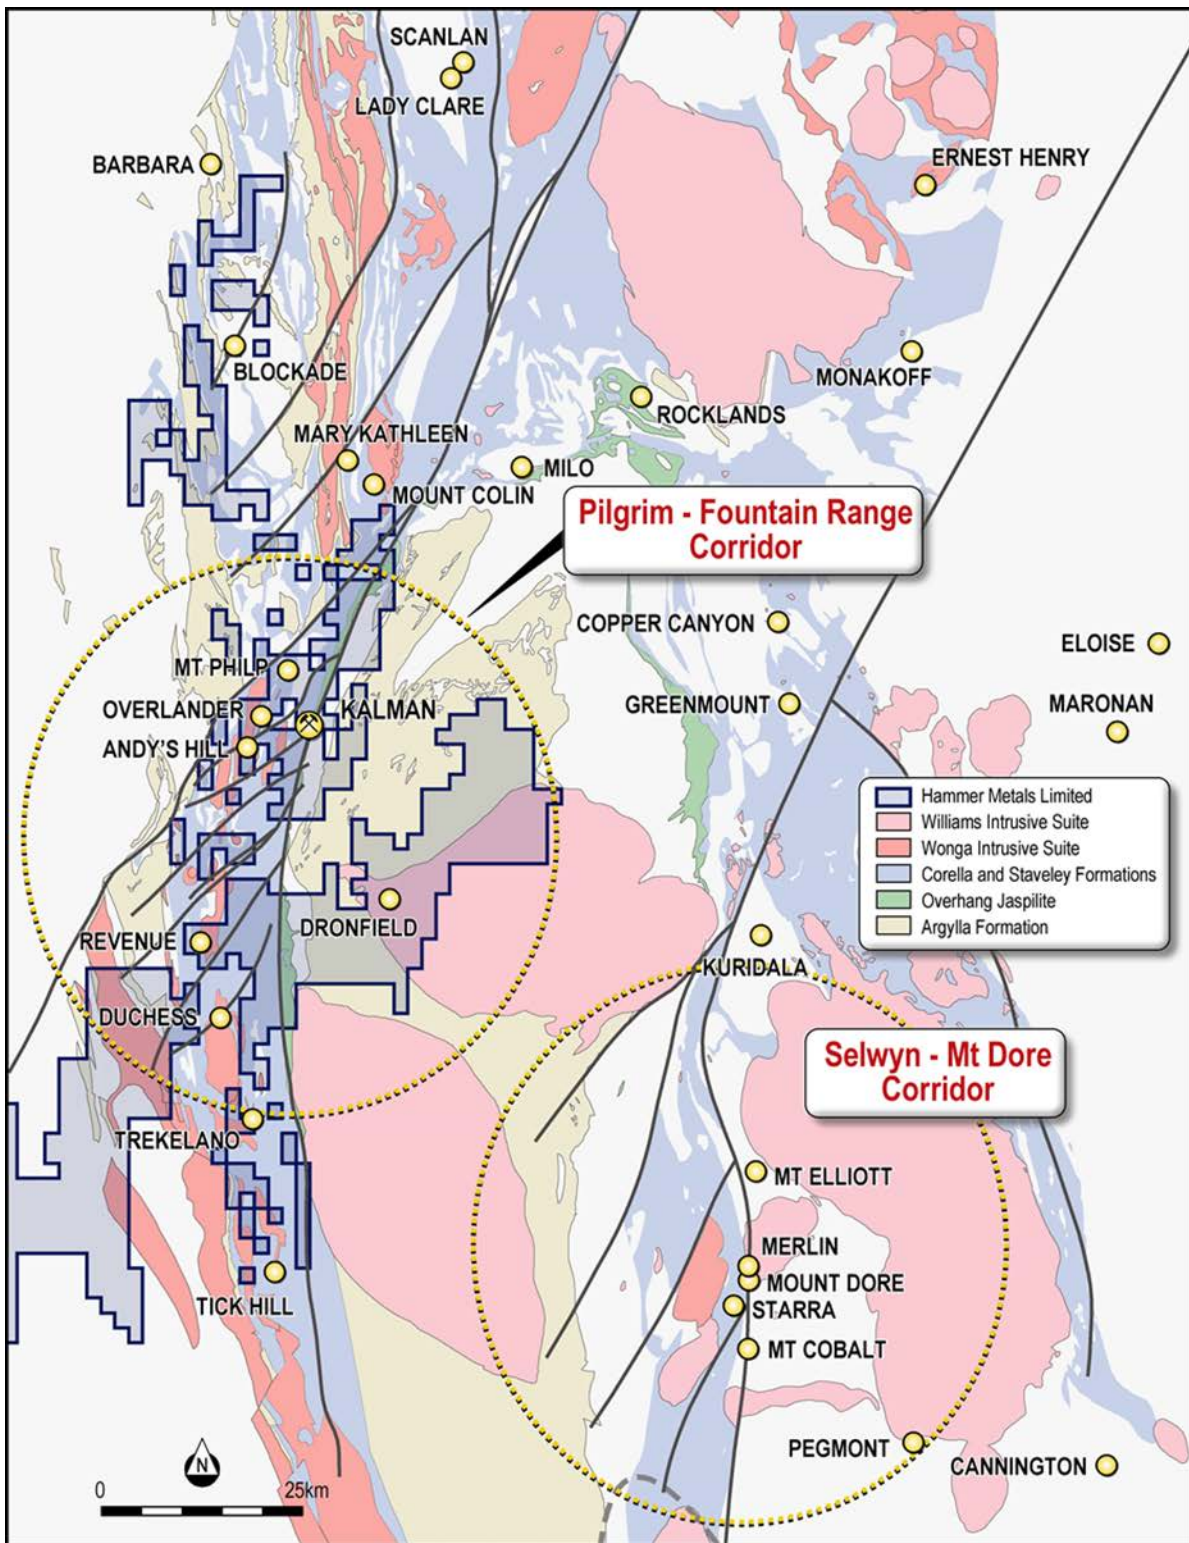 SCANLAN
LADY CLARE
BARBARA
ERNEST HENRY
BLOCKADE
MONAKOFF
ROCKLANDS
MARY KATHLEEN
MILO
MOUNT COLIN
Pilgrim - Fountain Range
Corridor
COPPER CANYON
ELOISE
MT PHILP
OVERLANDER
KALMAN
GREENMOUNT
MARONAN
ANDY'S HILL
Hammer Metals Limited
Williams Intrusive Suite
Wonga Intrusive Suite
Corella and Staveley Formations
Overhang Jaspilite
Argylla Formation
DRONFIELD
REVENUE
KURIDALA
DUCHESS
Selwyn - Mt Dore
Corridor
TREKELANO
MT ELLIOTT
MERLIN
MOUNT DORE
TICK HILL
STARRA
MT COBALT
PEGMONT
CANNINGTON
N
0 25km